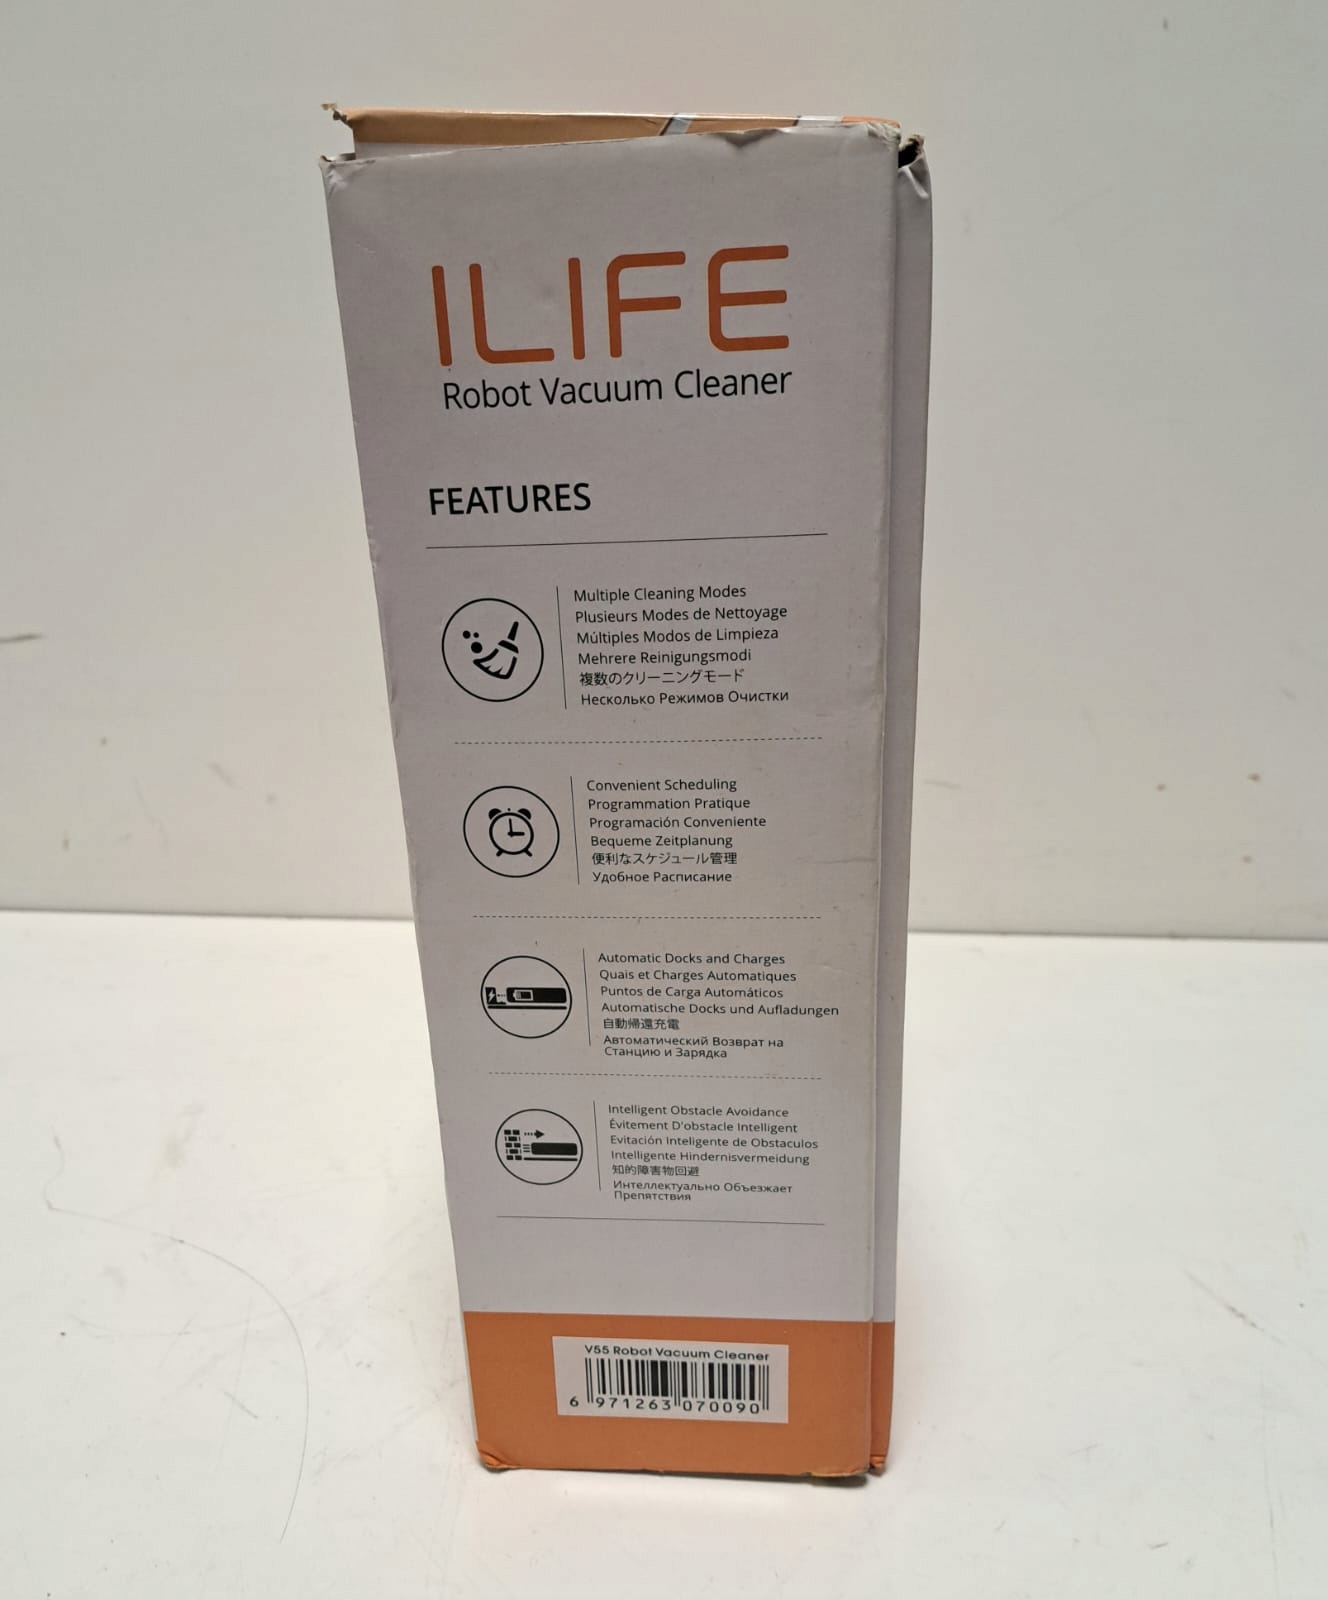 ILIFE
Robot Vacuum Cleaner
FEATURES
Multiple Cleaning Modes
Plusieurs Modes de Nettoyage
Múltiples Modos de Limpieza
Mehrere Reinigungsmodi
複数のクリーニングモード
Несколько Режимов Очистки
Convenient Scheduling
Programmation Pratique
Programación Conveniente
Bequeme Zeitplanung
便利なスケジュール管理
Удобное Расписание
Automatic Docks and Charges
Quais et Charges Automatiques
Puntos de Carga Automáticos
Automatische Docks und Aufladungen
自動帰還充電
Автоматический Возврат на
Станцию и Зарядка
Intelligent Obstacle Avoidance
Évitement D'obstacle Intelligent
Evitación Inteligente de Obstaculos
Intelligente Hindernisvermeidung
知的障害物回避
Интеллектуально Объезжает
Препятствия
V55 Robot Vacuum Cleaner
6 971263 070090